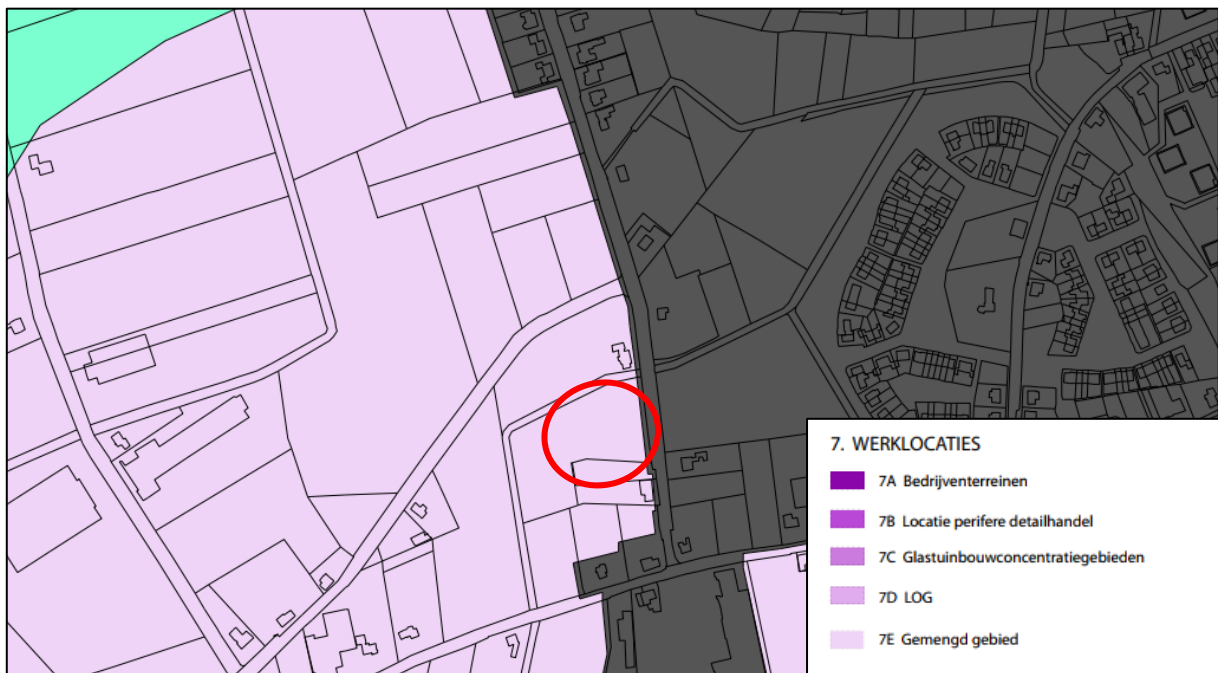 7. WERKLOCATIES
7A Bedrijventerreinen
7B Locatie perifere detailhandel
7C Glastuinbouwconcentratiegebieden
7D LOG
7E Gemengd gebied